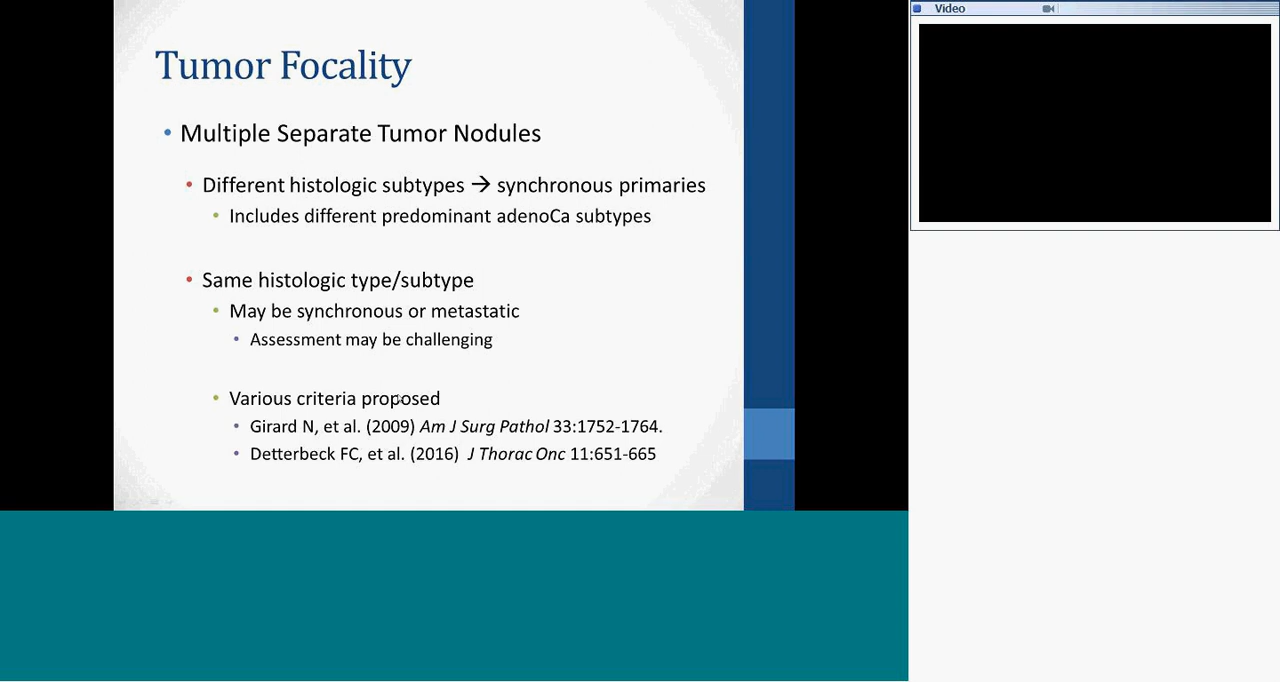 Video
Tumor Focality
• Multiple Separate Tumor Nodules
• Different histologic subtypes → synchronous primaries
• Includes different predominant adenoCa subtypes
• Same histologic type/subtype
• May be synchronous or metastatic
• Assessment may be challenging
• Various criteria proposed
• Girard N, et al. (2009) Am J Surg Pathol 33:1752-1764.
• Detterbeck FC, et al. (2016) J Thorac Onc 11:651-665